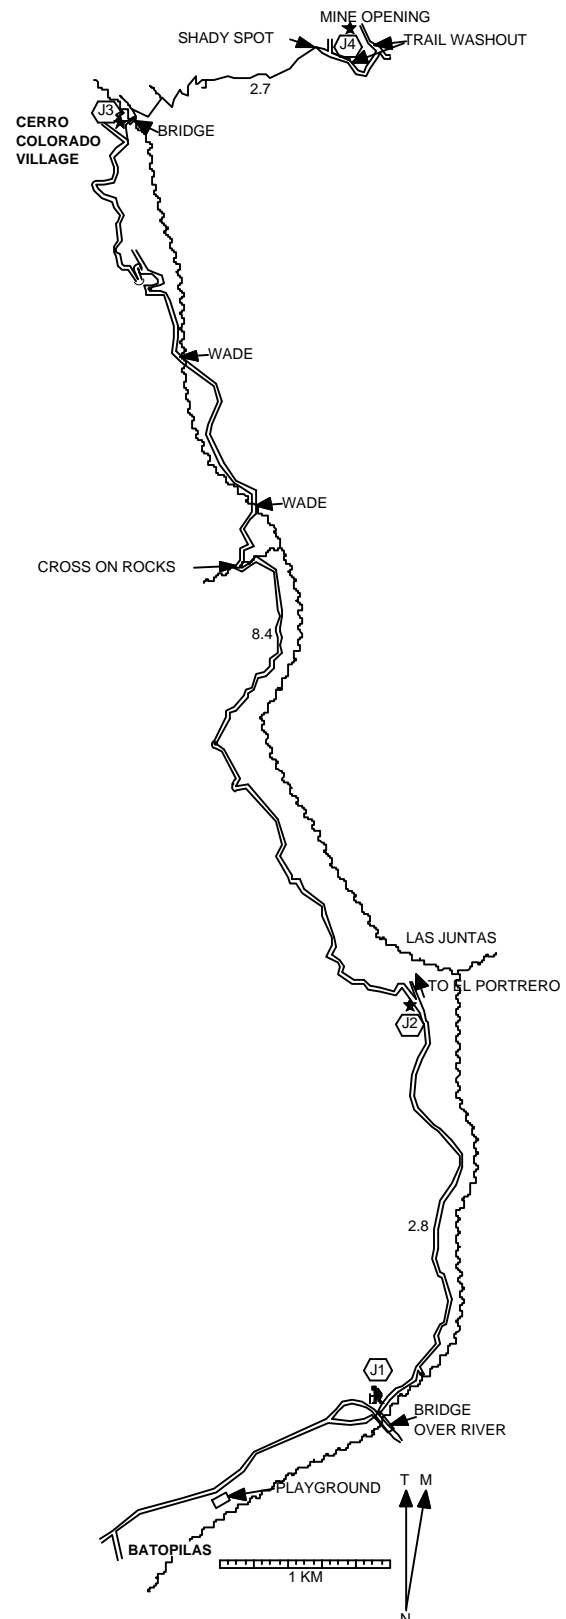 MINE OPENING
SHADY SPOT
J4
TRAIL WASHOUT
2.7
J3
CERRO
COLORADO
VILLAGE
BRIDGE
WADE
WADE
CROSS ON ROCKS
8.4
LAS JUNTAS
TO EL PORTRERO
J2
2.8
J1
BRIDGE
OVER RIVER
T M
PLAYGROUND
BATOPILAS
1 KM
N